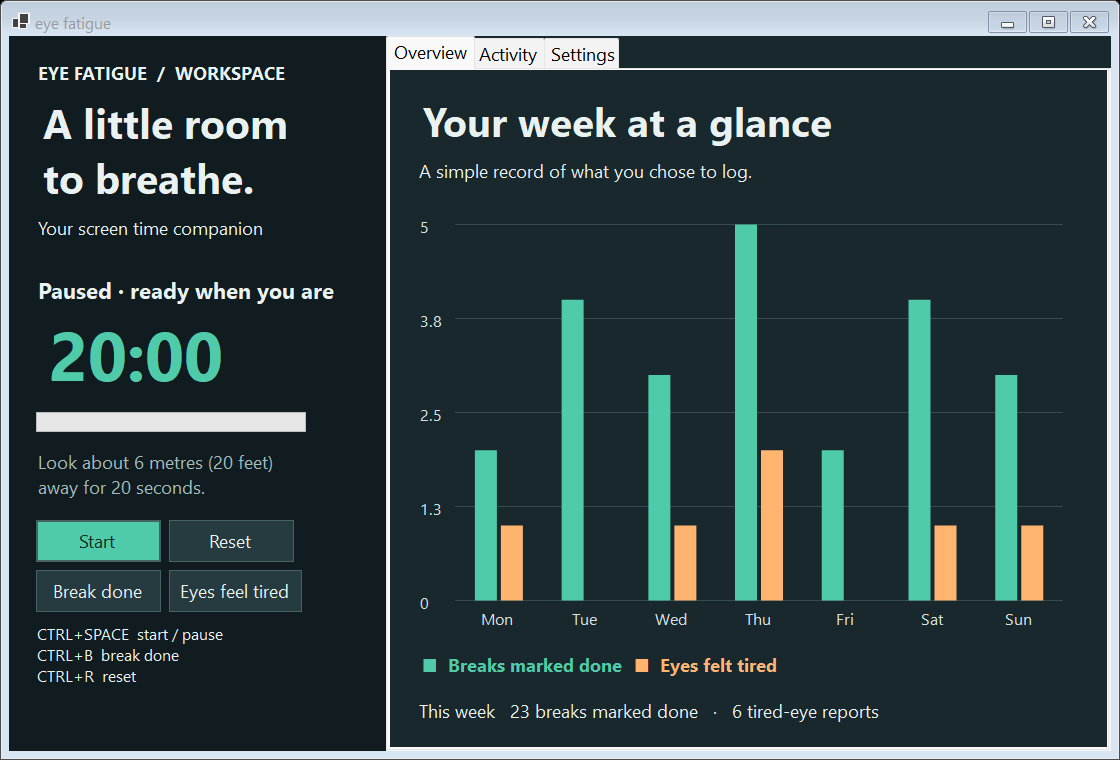 eye fatigue
EYE FATIGUE / WORKSPACE
A little room
to breathe.
Your screen time companion
Paused · ready when you are
20:00
Look about 6 metres (20 feet)
away for 20 seconds.
Start
Reset
Break done
Eyes feel tired
CTRL+SPACE start / pause
CTRL+B break done
CTRL+R reset
Overview
Activity
Settings
Your week at a glance
A simple record of what you chose to log.
5
3.8
2.5
1.3
0
Mon Tue Wed Thu Fri Sat Sun
Breaks marked done
Eyes felt tired
This week 23 breaks marked done · 6 tired-eye reports